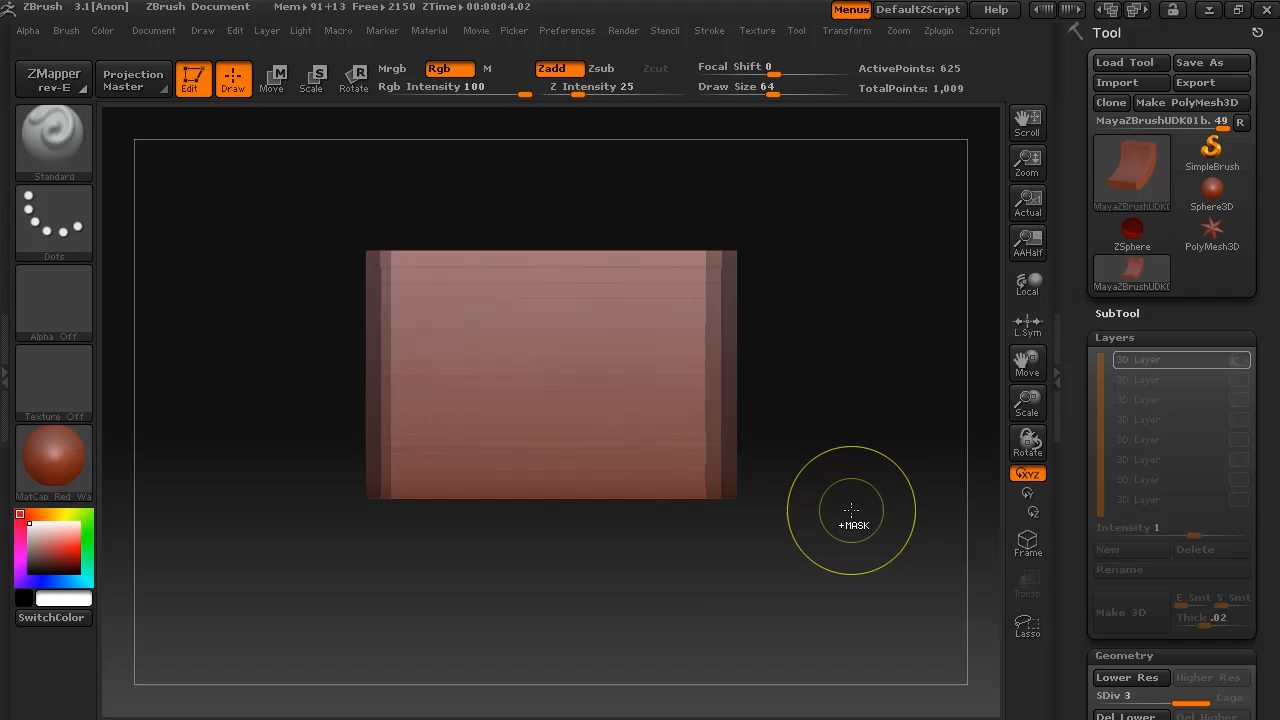 ZBrush 3.1[Anon] ZBrush Document Mem▶91+13 Free▶2150 ZTime▶00:00:04.02 Menus DefaultZScript Help
Alpha Brush Color Document Draw Edit Layer Light Macro Marker Material Movie Picker Preferences Render Stencil Stroke Texture Tool Transform Zoom Zplugin Zscript
ZMapper
rev-E
Projection
Master
Edit
Draw
Move
Scale
Rotate
Mrgb Rgb M
Rgb Intensity 100
Zadd Zsub Zcut
Z Intensity 25
Focal Shift 0
Draw Size 64
ActivePoints: 625
TotalPoints: 1,009
Standard
Dots
Alpha Off
Texture Off
MatCap Red Wa
SwitchColor
+MASK
Scroll
Zoom
Actual
AAHalf
Local
L.Sym
Move
Scale
Rotate
XYZ
Y
Z
Frame
Transp
Lasso
Tool
Load Tool Save As
Import Export
Clone Make PolyMesh3D
MayaZBrushUDK01b. 49 R
MayaZBrushUDK0
SimpleBrush
Sphere3D
ZSphere
PolyMesh3D
MayaZBrushUDK0
SubTool
Layers
3D Layer
3D Layer
3D Layer
3D Layer
3D Layer
3D Layer
3D Layer
3D Layer
Intensity 1
New Delete
Rename
Make 3D
E Smt S Smt
Thick .02
Geometry
Lower Res Higher Res
SDiv 3 Cage
Del Lower Del Higher